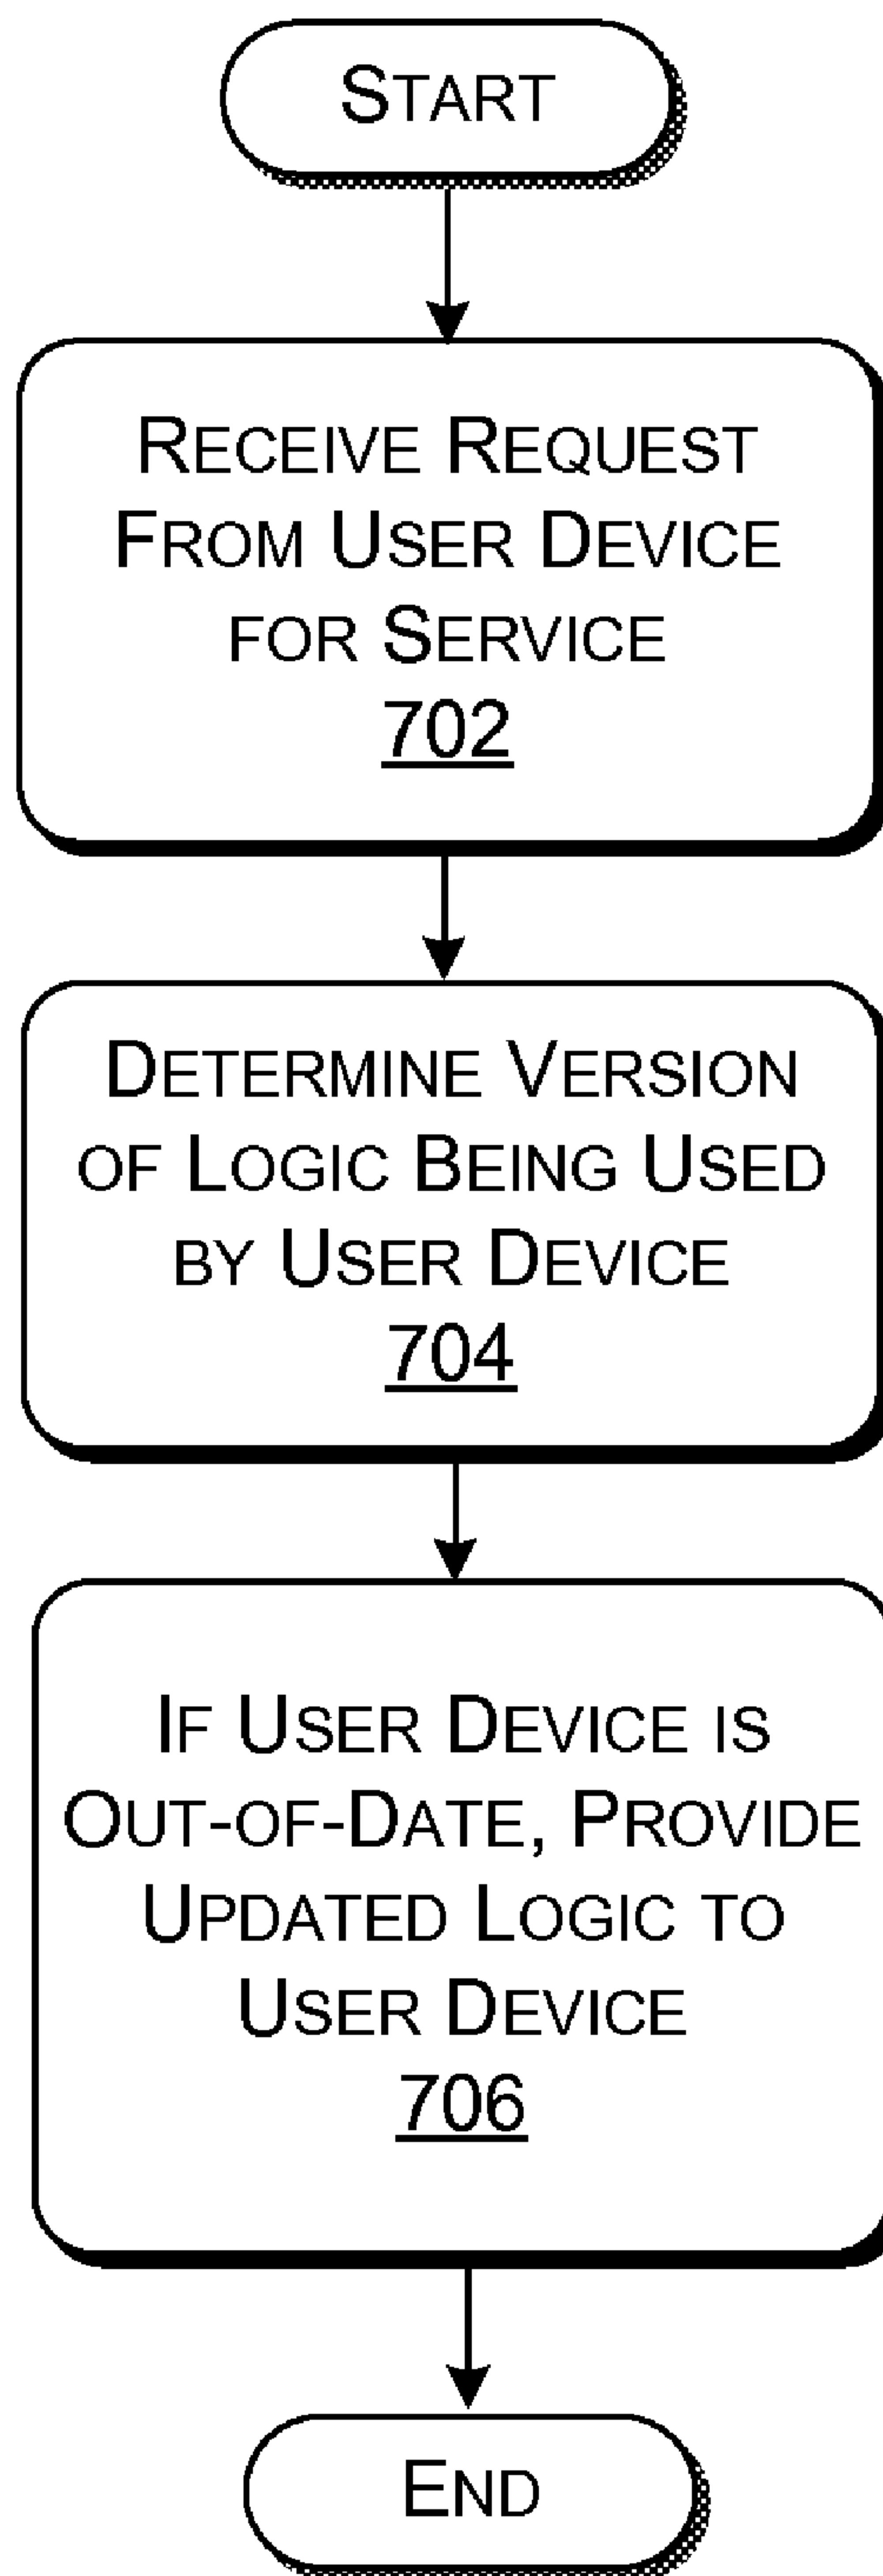 START
RECEIVE REQUEST
FROM USER DEVICE
FOR SERVICE
702
DETERMINE VERSION
OF LOGIC BEING USED
BY USER DEVICE
704
IF USER DEVICE IS
OUT-OF-DATE, PROVIDE
UPDATED LOGIC TO
USER DEVICE
706
END